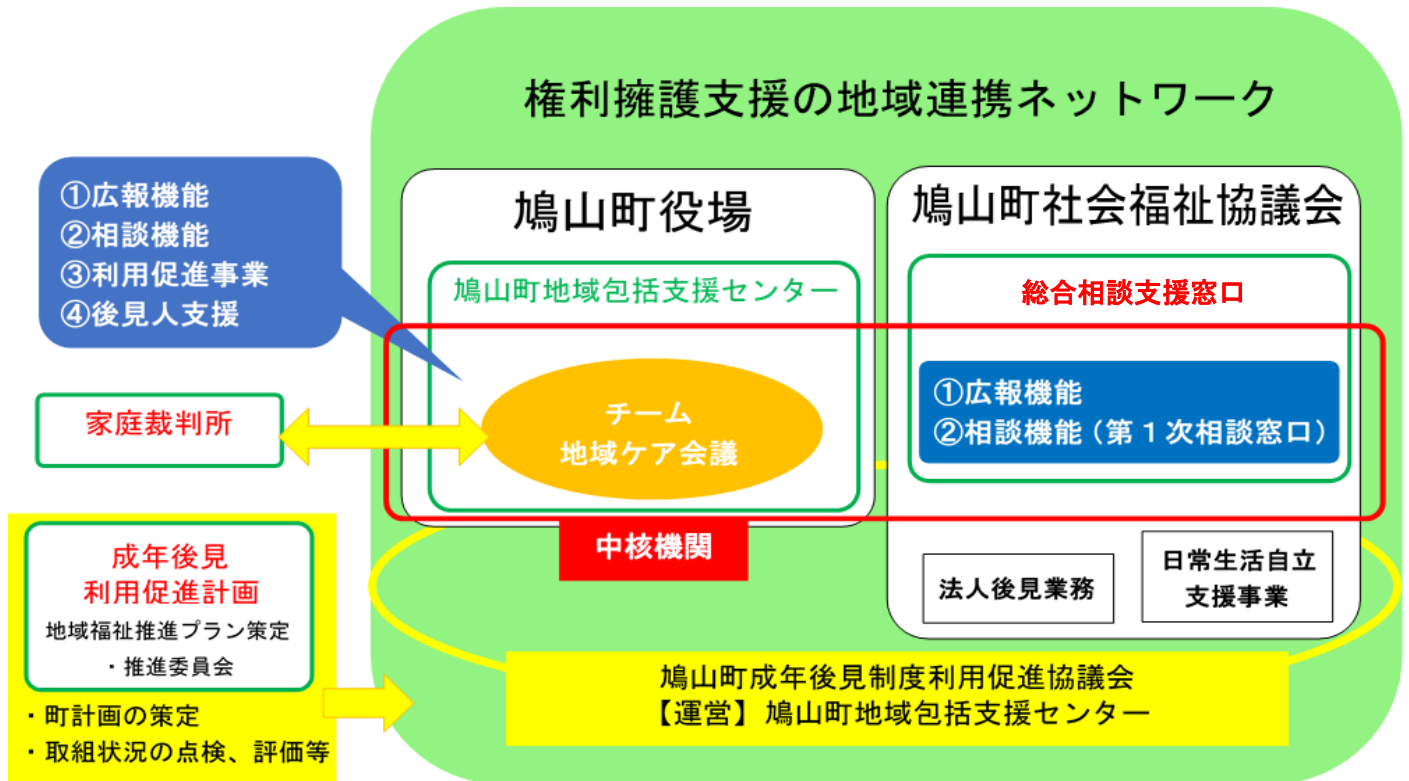 権利擁護支援の地域連携ネットワーク
①広報機能
②相談機能
③利用促進事業
④後見人支援
鳩山町役場
鳩山町地域包括支援センター
チーム
地域ケア会議
中核機関
鳩山町社会福祉協議会
総合相談支援窓口
①広報機能
②相談機能（第１次相談窓口）
法人後見業務
日常生活自立
支援事業
家庭裁判所
成年後見
利用促進計画
地域福祉推進プラン策定
・推進委員会
・町計画の策定
・取組状況の点検、評価等
鳩山町成年後見制度利用促進協議会
【運営】鳩山町地域包括支援センター